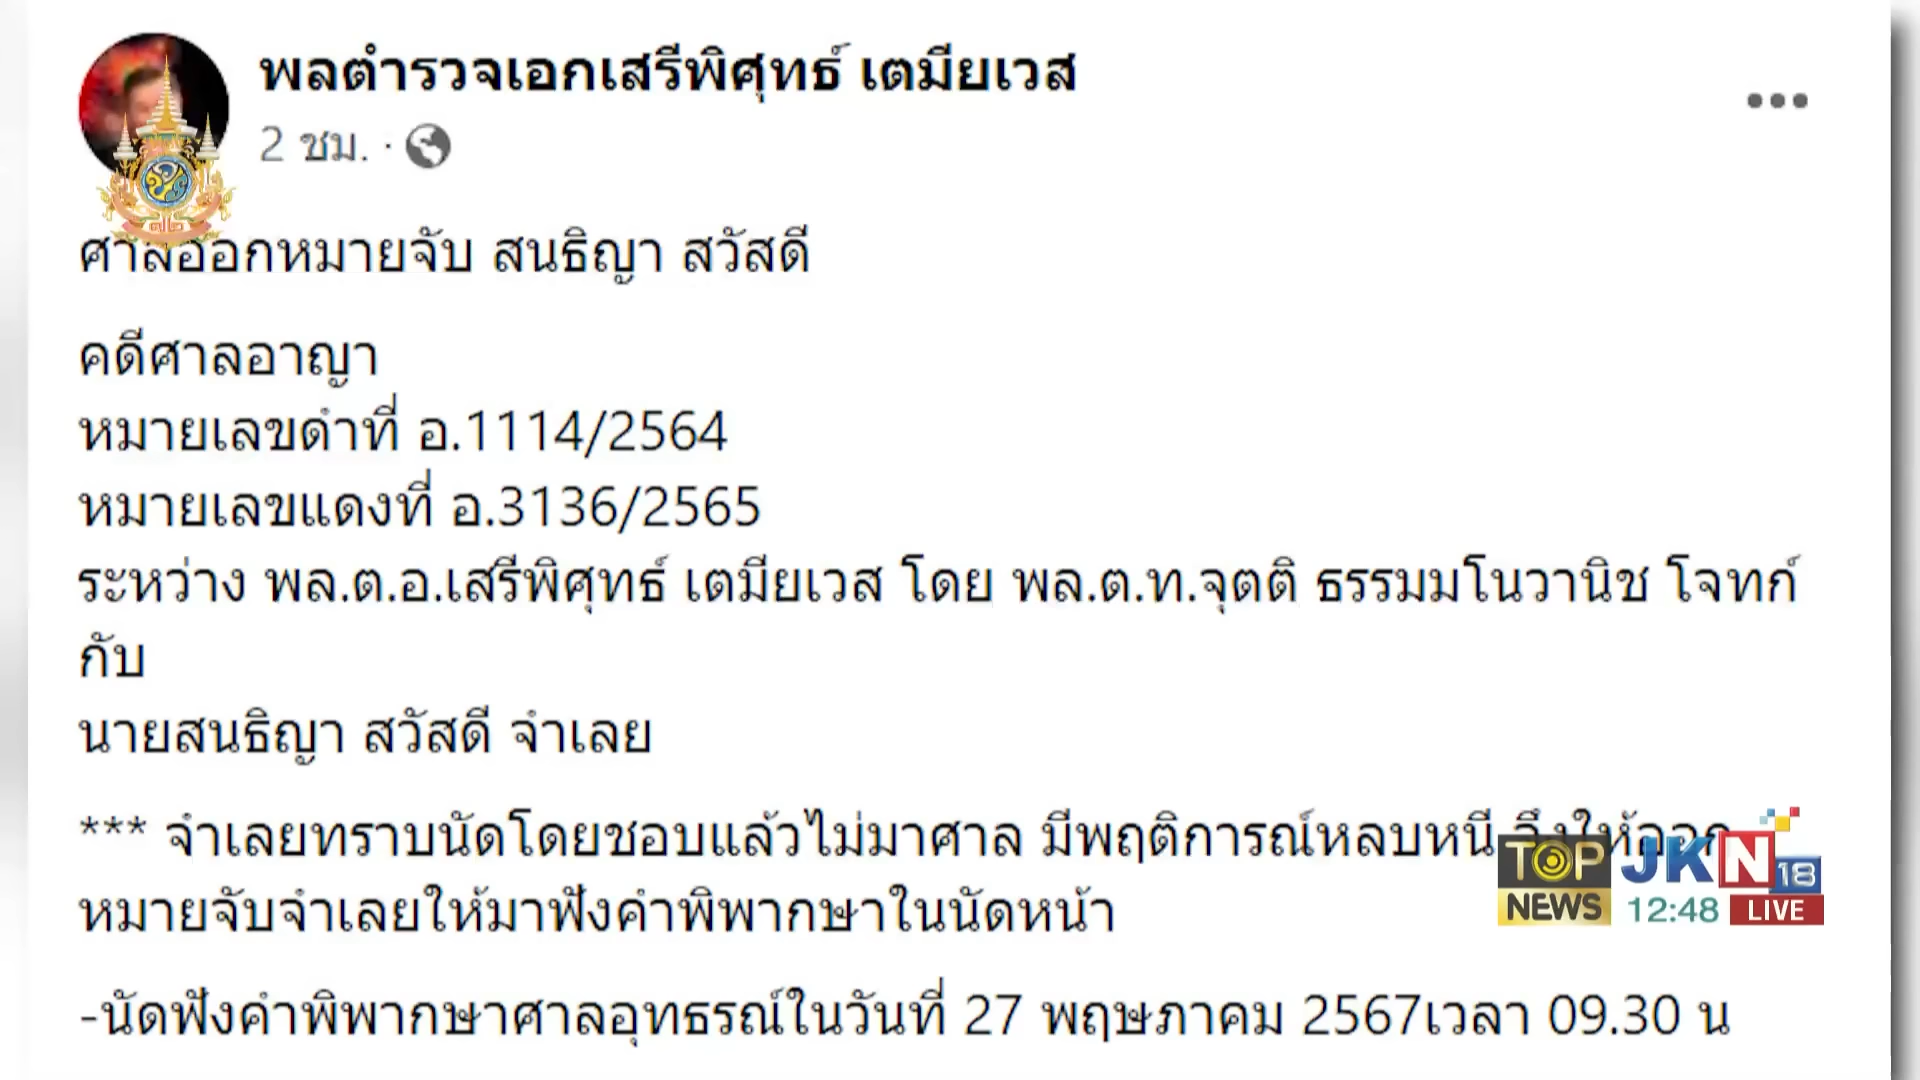 พลตำรวจเอกเสรีพิศุทธ์ เตมียเวส
2 ชม. ·
ศาลออกหมายจับ สนธิญา สวัสดี
คดีศาลอาญา
หมายเลขดำที่ อ.1114/2564
หมายเลขแดงที่ อ.3136/2565
ระหว่าง พล.ต.อ.เสรีพิศุทธ์ เตมียเวส โดย พล.ต.ท.จุตติ ธรรมมโนวานิช โจทก์
กับ
นายสนธิญา สวัสดี จำเลย
*** จำเลยทราบนัดโดยชอบแล้วไม่มาศาล มีพฤติการณ์หลบหนี จึงให้ออก
หมายจับจำเลยให้มาฟังคำพิพากษาในนัดหน้า
-นัดฟังคำพิพากษาศาลอุทธรณ์ในวันที่ 27 พฤษภาคม 2567เวลา 09.30 น
TOP NEWS
JKN 18
12:48 LIVE